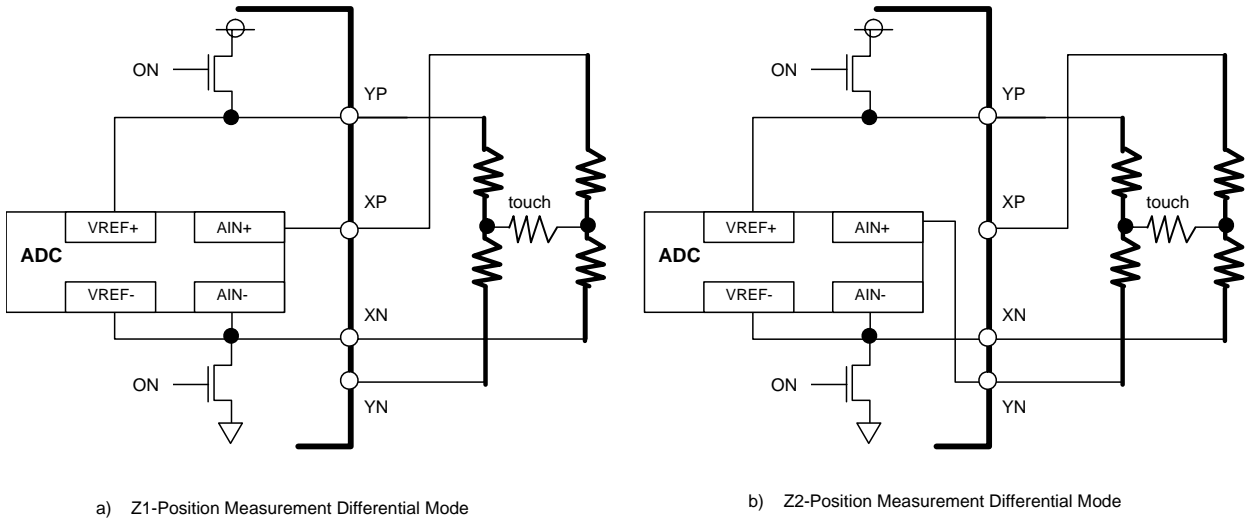 ON
YP
XP
touch
VREF+
AIN+
ADC
VREF-
AIN-
XN
ON
YN
a) Z1-Position Measurement Differential Mode
ON
YP
XP
touch
VREF+
AIN+
ADC
VREF-
AIN-
XN
ON
YN
b) Z2-Position Measurement Differential Mode